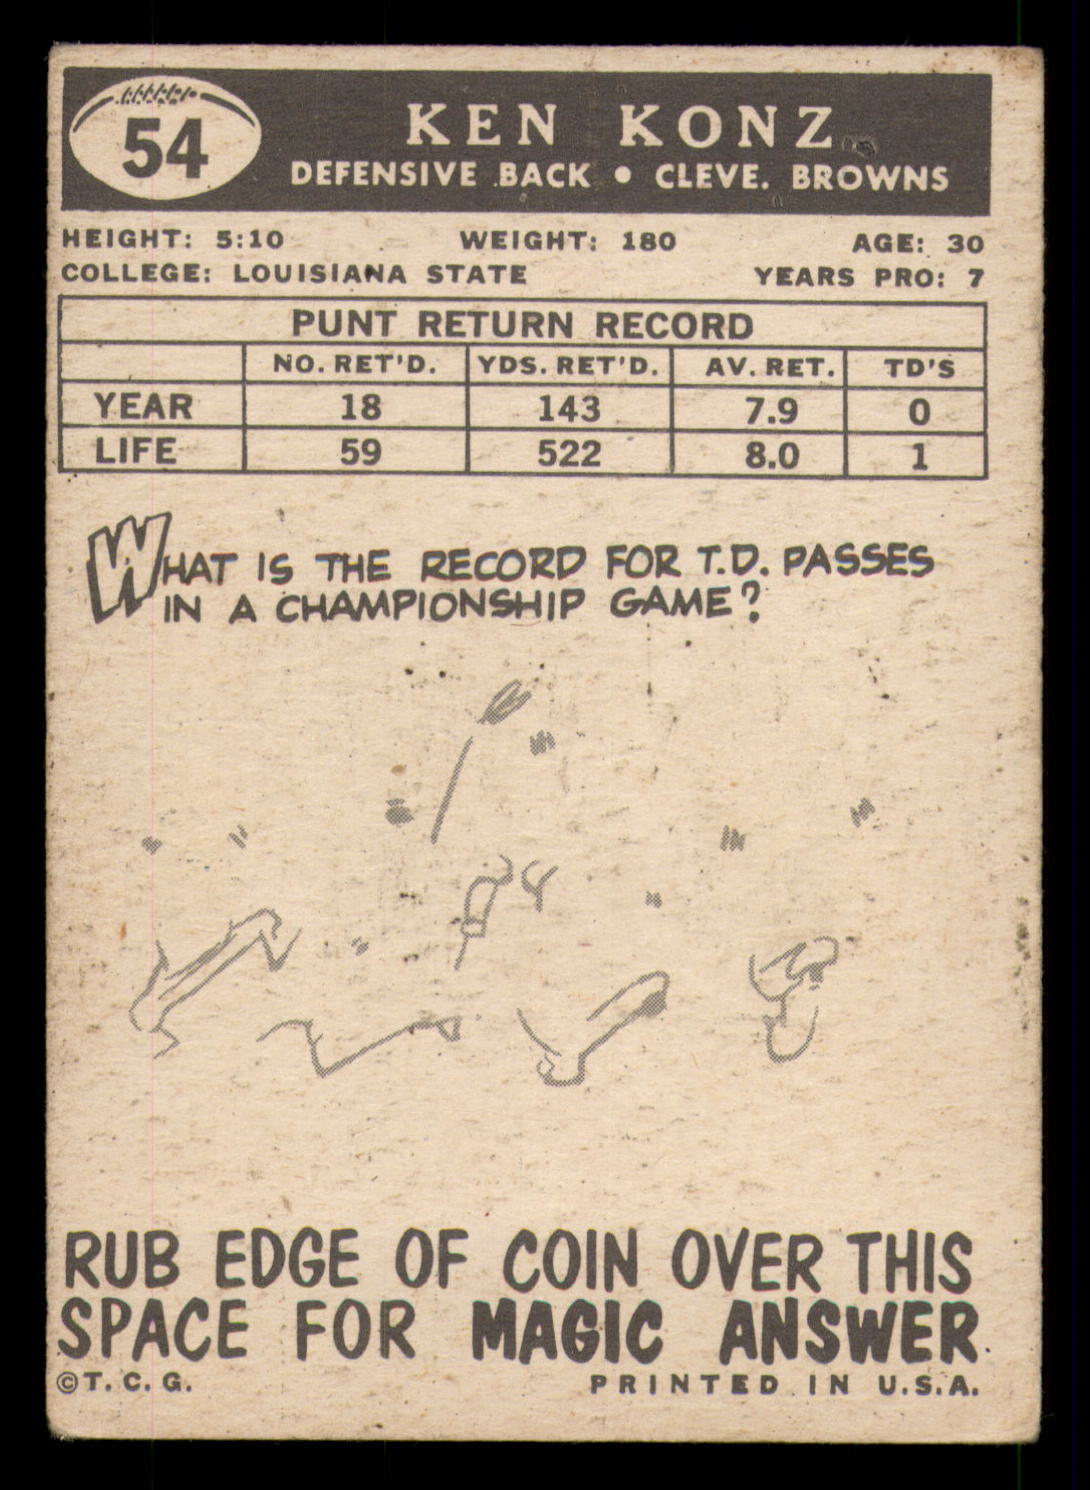 54
KEN KONZ
DEFENSIVE BACK • CLEVE. BROWNS
HEIGHT: 5:10 WEIGHT: 180 AGE: 30
COLLEGE: LOUISIANA STATE YEARS PRO: 7
PUNT RETURN RECORD
NO. RET'D. YDS. RET'D. AV. RET. TD'S
YEAR 18 143 7.9 0
LIFE 59 522 8.0 1
WHAT IS THE RECORD FOR T.D. PASSES
IN A CHAMPIONSHIP GAME?
RUB EDGE OF COIN OVER THIS
SPACE FOR MAGIC ANSWER.
©T. C. G. PRINTED IN U.S.A.